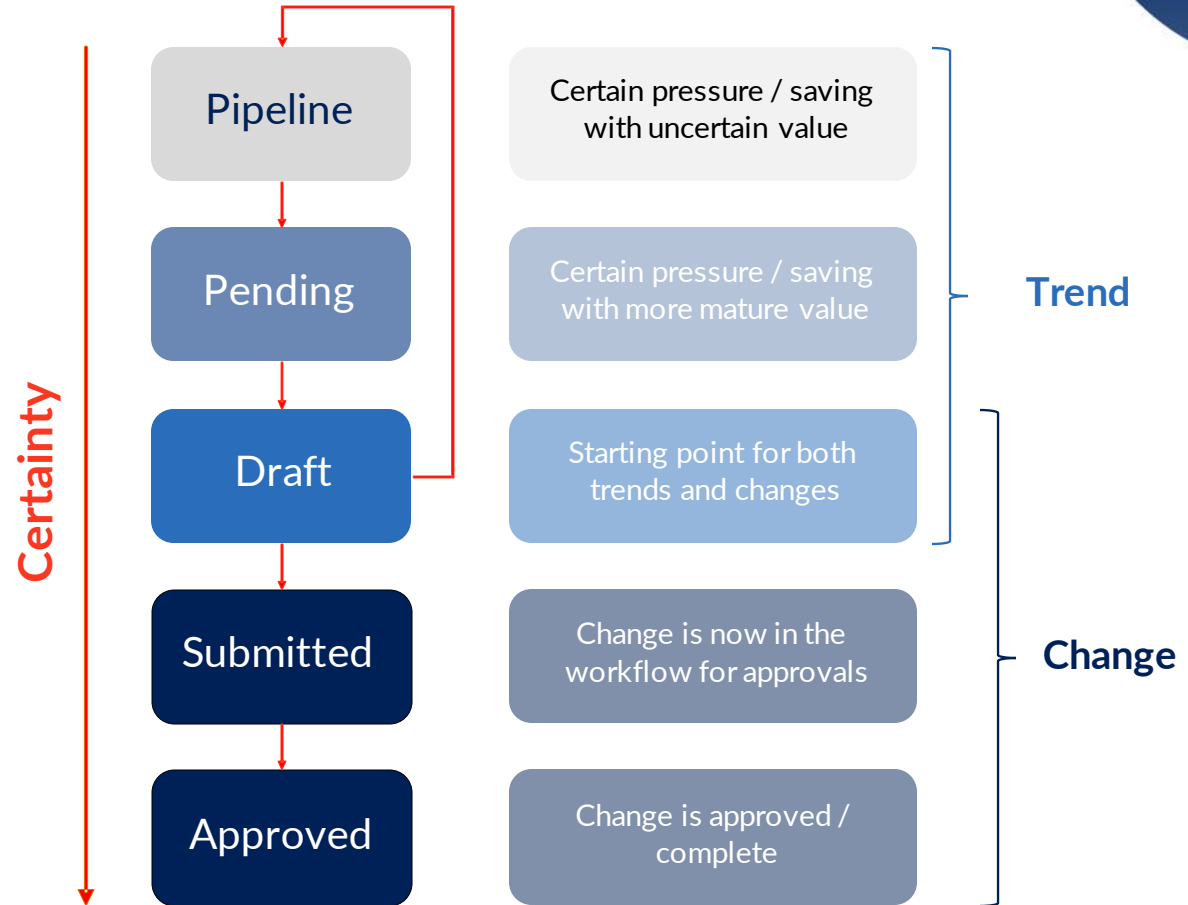 Pipeline
Certain pressure / saving
with uncertain value
Pending
Certain pressure / saving
with more mature value
Trend
Certainty
Draft
Starting point for both
trends and changes
Submitted
Change is now in the
workflow for approvals
Change
Approved
Change is approved /
complete